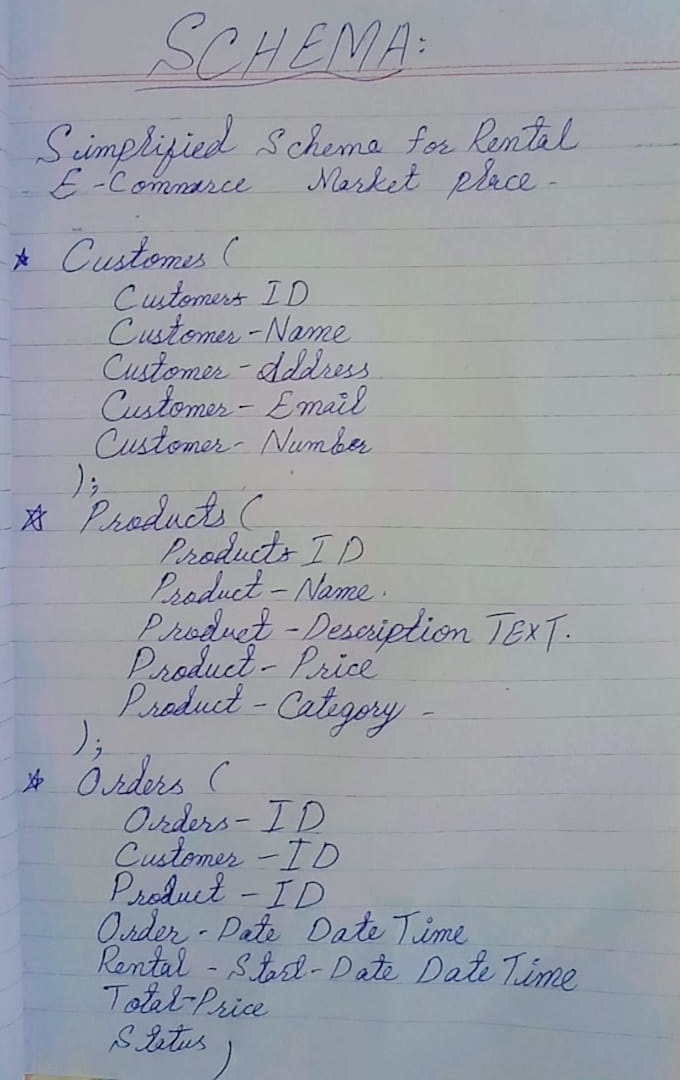 SCHEMA:
Simplified Schema for Rental
E-Commerce Market place -
☆ Customes (
Customers ID
Customer-Name
Customer-Address
Customer-Email
Customer-Number
);
☆ Products (
Products ID
Product-Name.
Product-Description TEXT.
Product-Price
Product-Category -
);
☆ Orders (
Orders-ID
Customer-ID
Product-ID
Order-Date Date Time
Rental-Start-Date Date Time
Total-Price
Status )